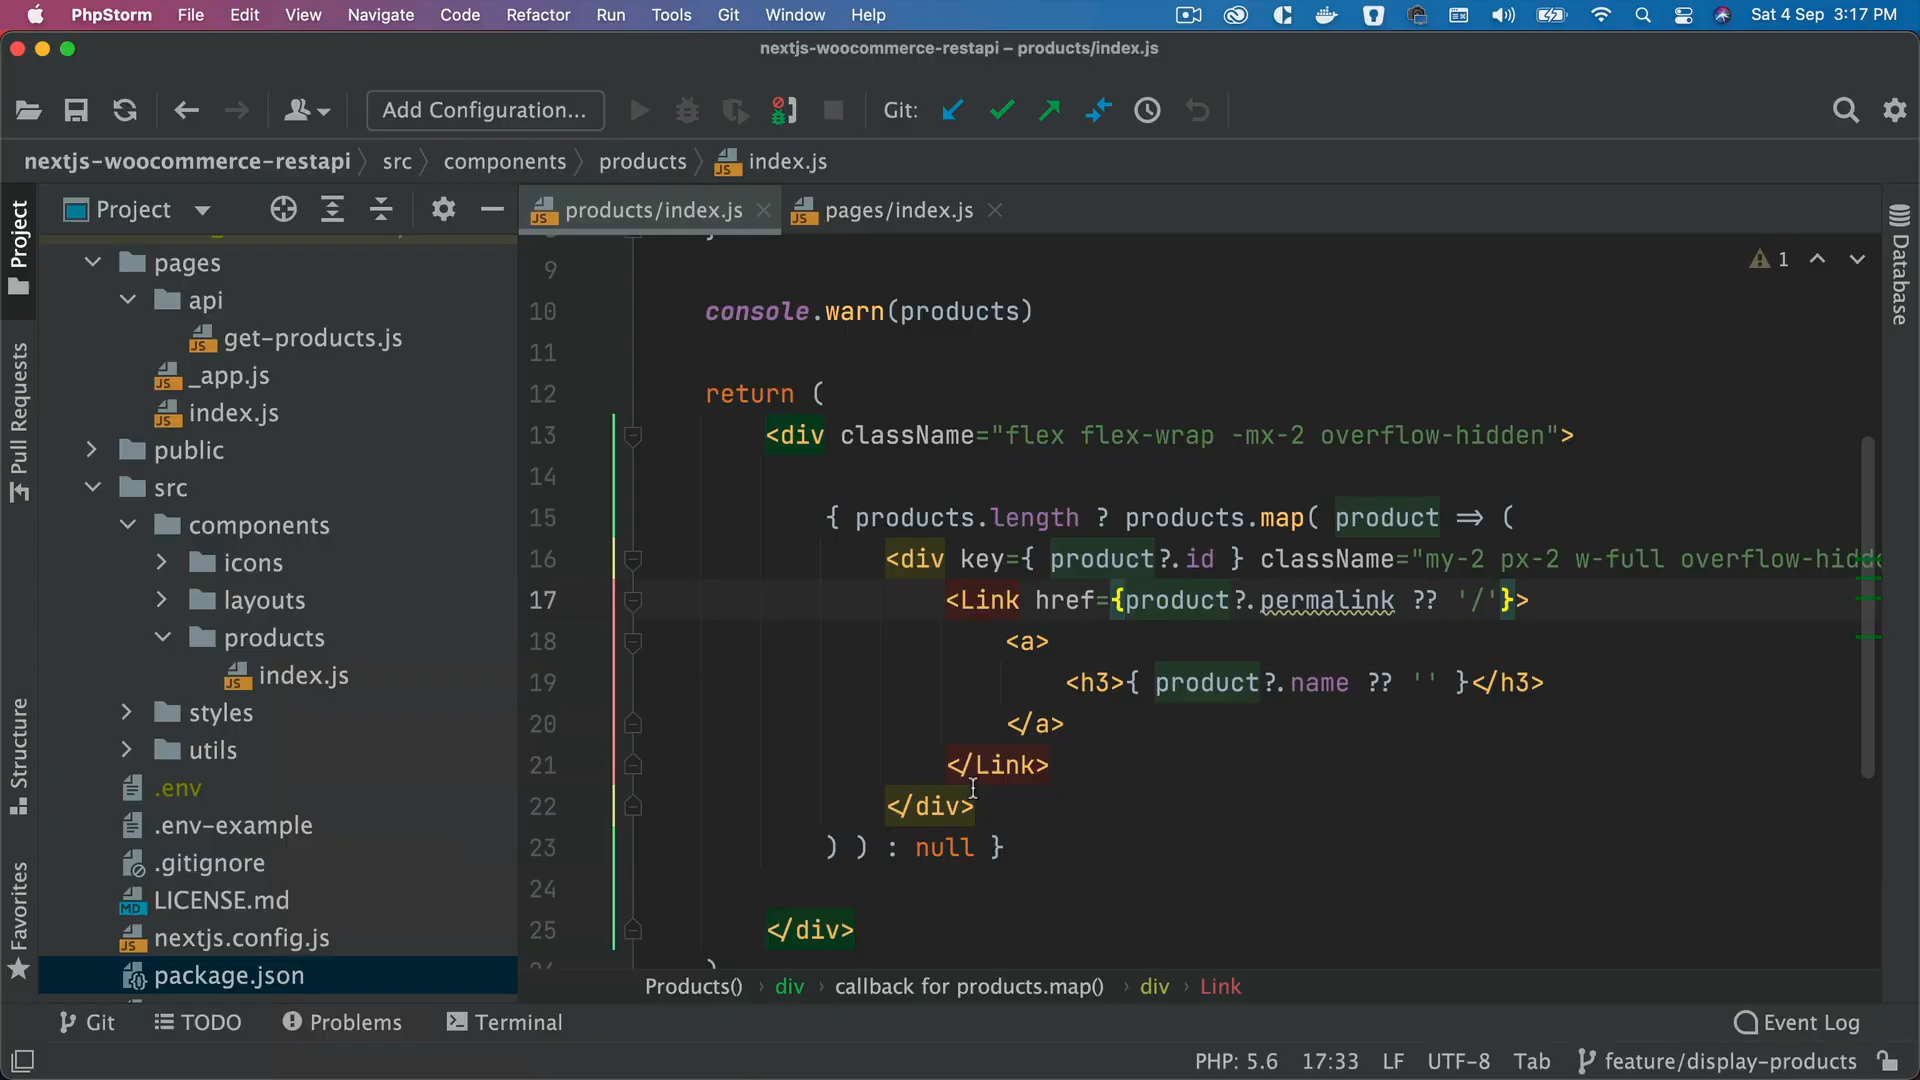 PhpStorm File Edit View Navigate Code Refactor Run Tools Git Window Help Sat 4 Sep 3:17 PM
nextjs-woocommerce-restapi – products/index.js
Add Configuration... Git:
nextjs-woocommerce-restapi src components products index.js
Project
products/index.js
pages/index.js
Project
Pull Requests
Structure
Favorites
Database
pages
api
get-products.js
_app.js
index.js
public
src
components
icons
layouts
products
index.js
styles
utils
.env
.env-example
.gitignore
LICENSE.md
nextjs.config.js
package.json
1
9
10 console.warn(products)
11
12 return (
13 <div className="flex flex-wrap -mx-2 overflow-hidden">
14
15 { products.length ? products.map( product => (
16 <div key={ product?.id } className="my-2 px-2 w-full overflow-hidde
17 <Link href={product?.permalink ?? '/'}>
18 <a>
19 <h3>{ product?.name ?? '' }</h3>
20 </a>
21 </Link>
22 </div>
23 ) ) : null }
24
25 </div>
Products() div callback for products.map() div Link
Git TODO Problems Terminal Event Log
PHP: 5.6 17:33 LF UTF-8 Tab feature/display-products